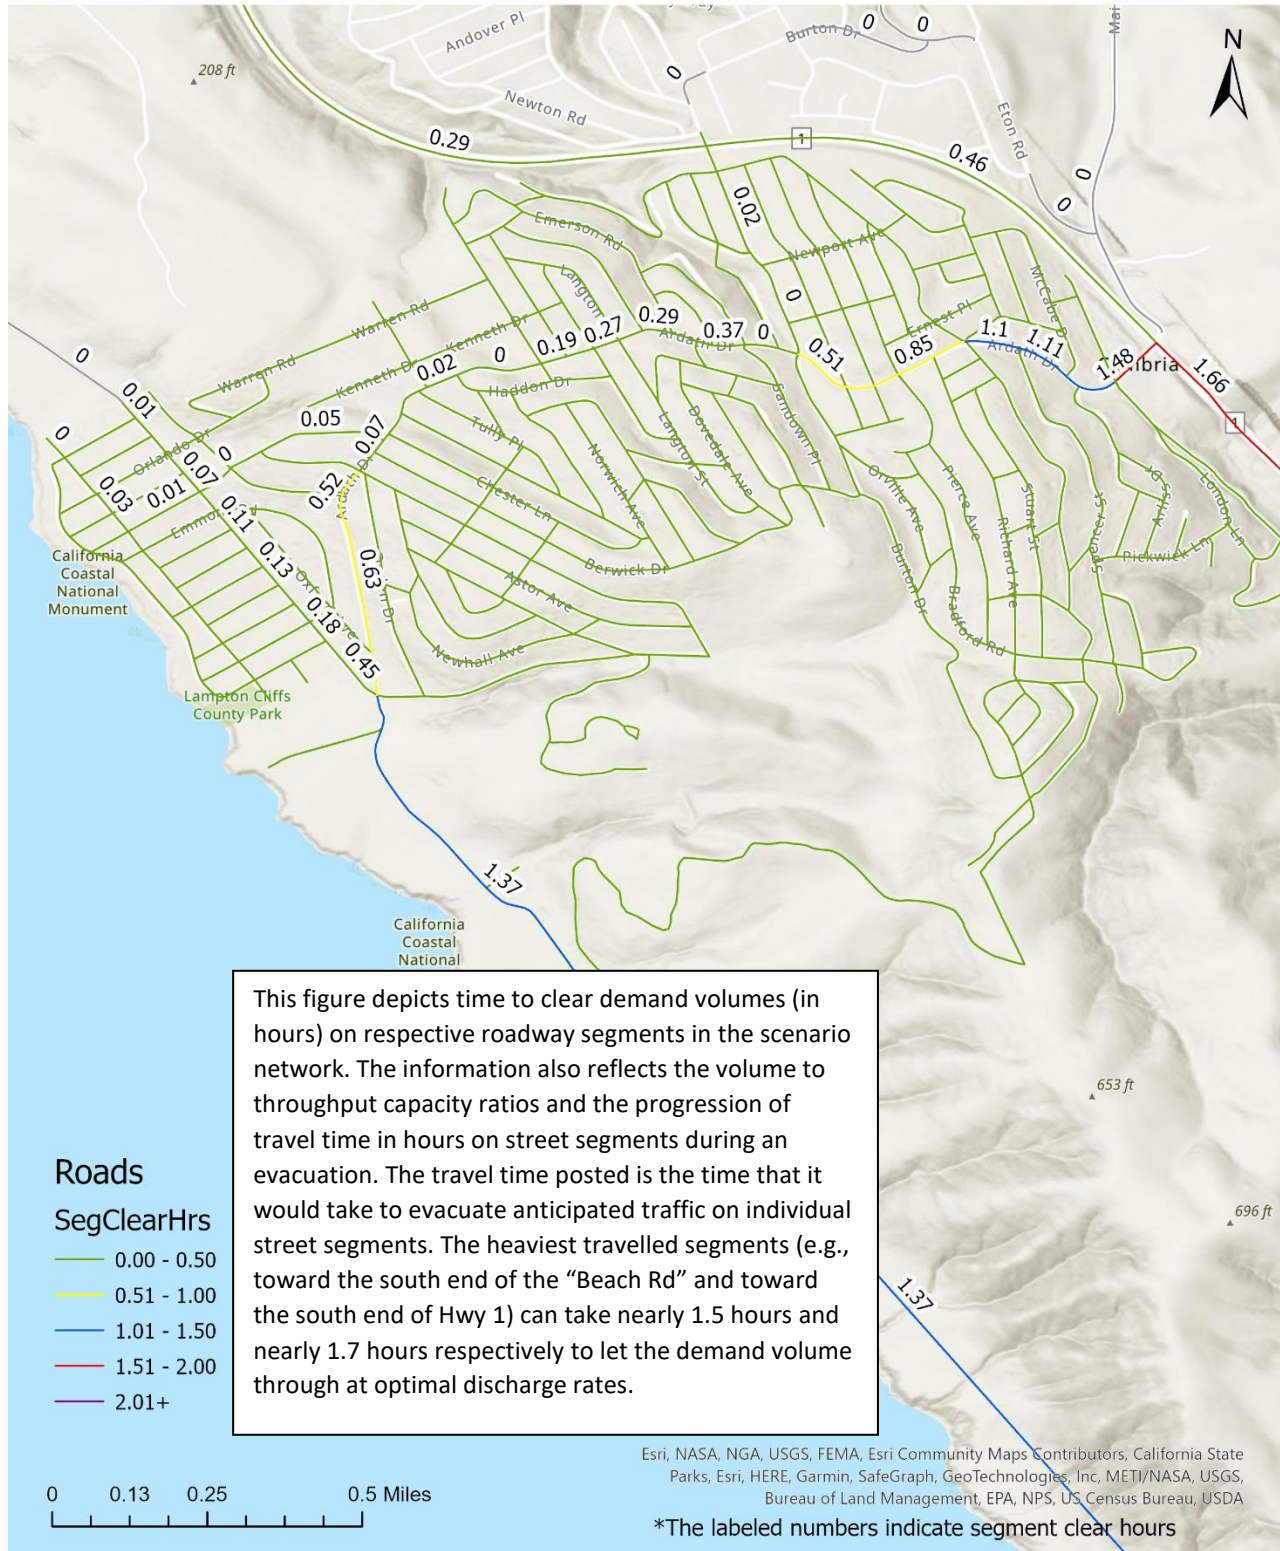 Andover Pl
Burton Dr
0
0
Mai
N
208 ft
0
Newton Rd
Eton Rd
0.29
1
0.46
0
0
0.02
Emerson Rd
Newport Ave
Langton
McCabe D
0
Warren Rd
0.29
Ernest Pl
Kenneth Dr
0.19
0.27
0.37
0
Ardath Dr
1.1
1.11
Ardath Dr
0
0.02
0
0.51
0.85
1.48
mbria
1.66
Warren Rd
Kenneth Dr
Haddon Dr
0.01
Sandown Pl
1
0
0.05
0.07
Tully Pl
Langton St
Dovedale Ave
Orlando Dr
0
0.07
Norwich Ave
0.03
0.01
0.52
Chester Ln
Orville Ave
Pierce Ave
Stuart St
Arliss Dr
London Ln
Emmon
0.11
Richard Ave
Spencer St
0.13
0.63
Berwick Dr
Pickwick Ln
California
Coastal
National
Monument
Astor Ave
Burton Dr
Bradford Rd
0.18
0.45
Newhall Ave
Lampton Cliffs
County Park
1.37
California
Coastal
National
This figure depicts time to clear demand volumes (in
hours) on respective roadway segments in the scenario
network. The information also reflects the volume to
throughput capacity ratios and the progression of
travel time in hours on street segments during an
evacuation. The travel time posted is the time that it
would take to evacuate anticipated traffic on individual
street segments. The heaviest travelled segments (e.g.,
toward the south end of the “Beach Rd” and toward
the south end of Hwy 1) can take nearly 1.5 hours and
nearly 1.7 hours respectively to let the demand volume
through at optimal discharge rates.
653 ft
696 ft
1.37
Roads
SegClearHrs
0.00 - 0.50
0.51 - 1.00
1.01 - 1.50
1.51 - 2.00
2.01+
Esri, NASA, NGA, USGS, FEMA, Esri Community Maps Contributors, California State
Parks, Esri, HERE, Garmin, SafeGraph, GeoTechnologies, Inc, METI/NASA, USGS,
Bureau of Land Management, EPA, NPS, US Census Bureau, USDA
0 0.13 0.25 0.5 Miles
*The labeled numbers indicate segment clear hours